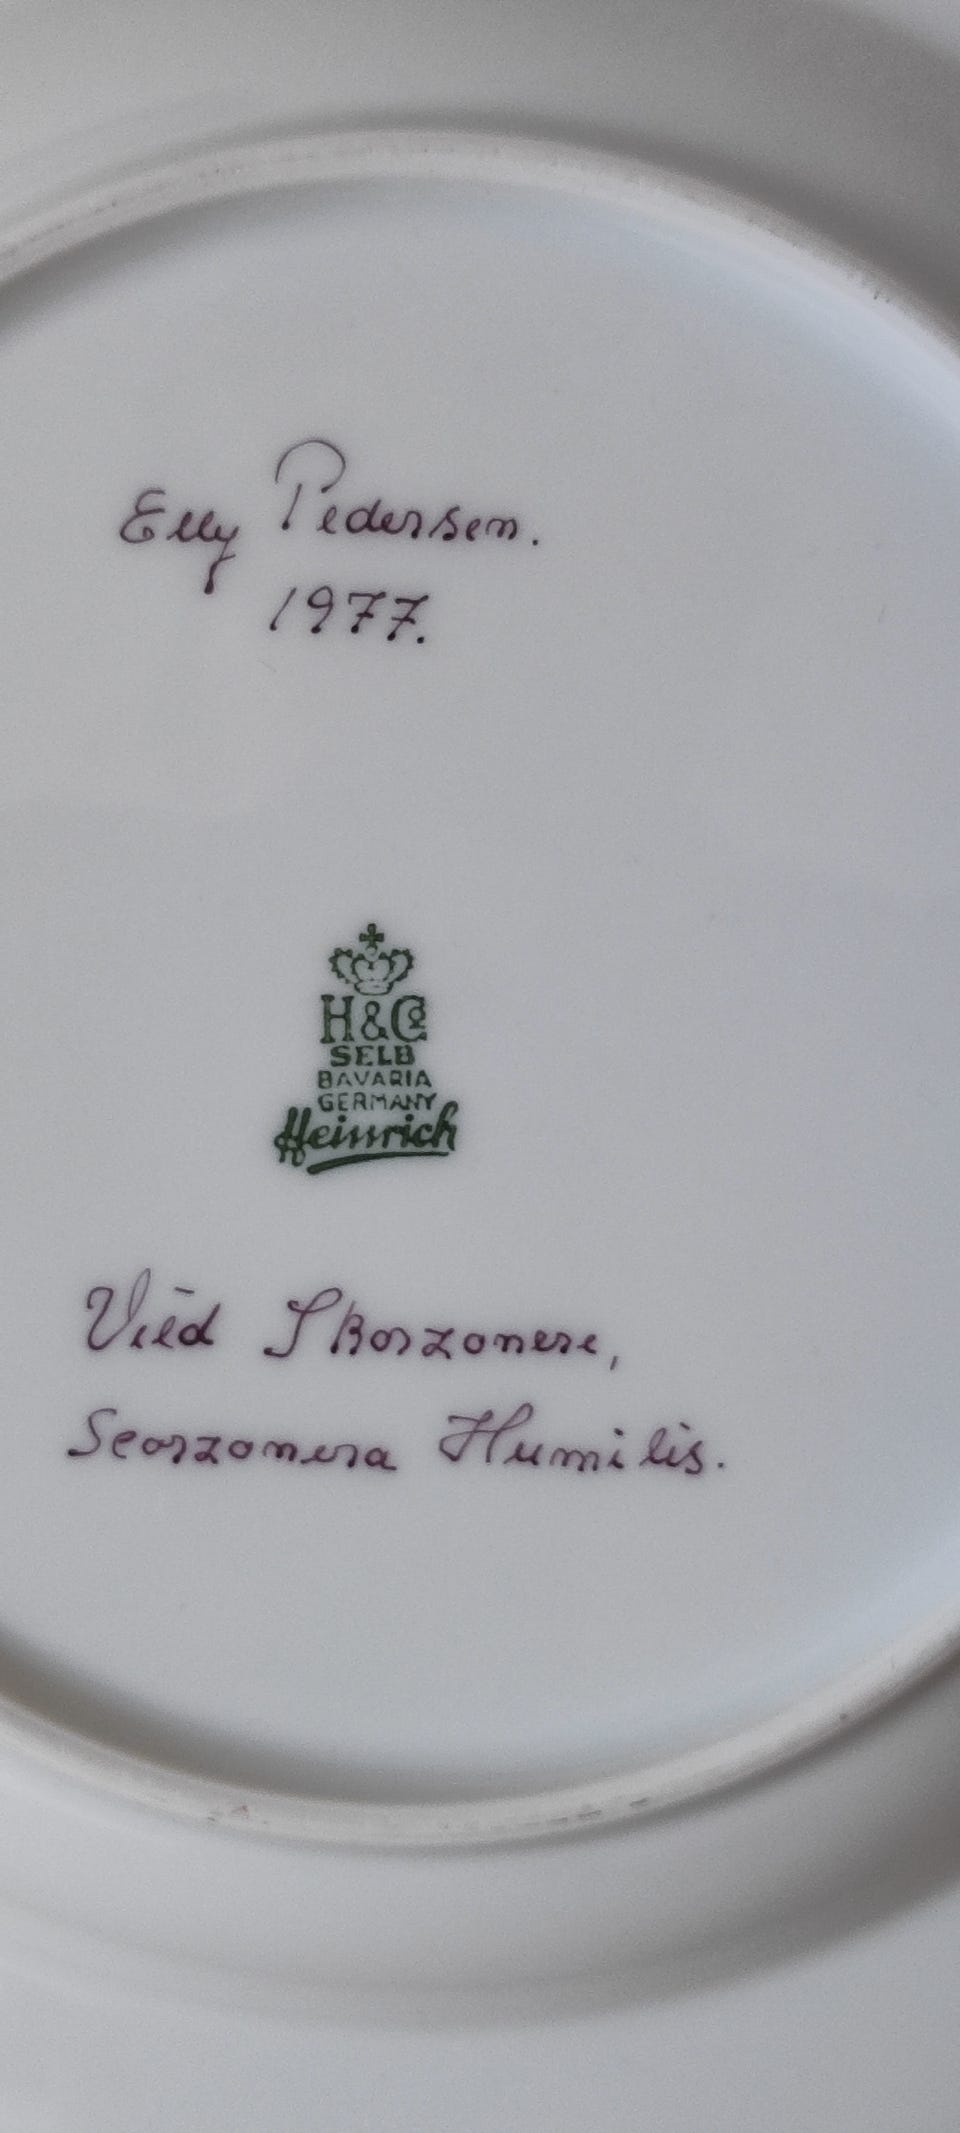 Elly Pedersen.
1977.
H&Co
SELB
BAVARIA
GERMANY
Heinrich
Vild Skorzonere,
Scorzonera Humilis.